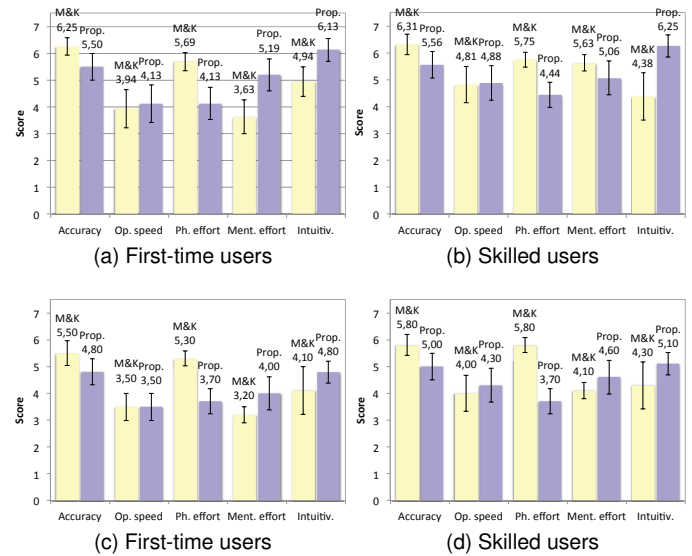 M&K
6,25
Prop.
5,50
M&K
3,94
Prop.
4,13
M&K
5,69
Prop.
4,13
M&K
3,63
Prop.
5,19
M&K
4,94
Prop.
6,13
7
6
5
4
3
2
1
0
Score
Accuracy Op. speed Ph. effort Ment. effort Intuitiv.
(a) First-time users
M&K
6,31
Prop.
5,56
M&K
4,81
Prop.
4,88
M&K
5,75
Prop.
4,44
M&K
5,63
Prop.
5,06
M&K
4,38
Prop.
6,25
7
6
5
4
3
2
1
0
Score
Accuracy Op. speed Ph. effort Ment. effort Intuitiv.
(b) Skilled users
M&K
5,50
Prop.
4,80
M&K
3,50
Prop.
3,50
M&K
5,30
Prop.
3,70
M&K
3,20
Prop.
4,00
M&K
4,10
Prop.
4,80
7
6
5
4
3
2
1
0
Score
Accuracy Op. speed Ph. effort Ment. effort Intuitiv.
(c) First-time users
M&K
5,80
Prop.
5,00
M&K
4,00
Prop.
4,30
M&K
5,80
Prop.
3,70
M&K
4,10
Prop.
4,60
M&K
4,30
Prop.
5,10
7
6
5
4
3
2
1
0
Score
Accuracy Op. speed Ph. effort Ment. effort Intuitiv.
(d) Skilled users